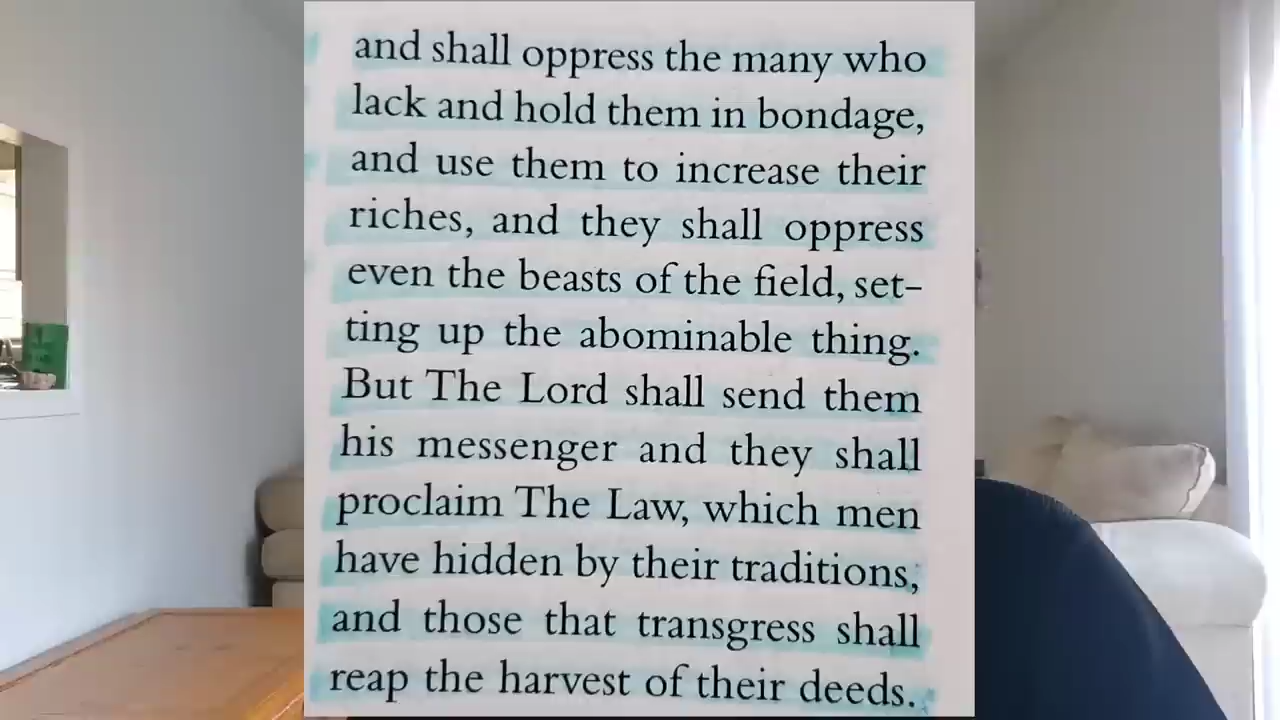 and shall oppress the many who
lack and hold them in bondage,
and use them to increase their
riches, and they shall oppress
even the beasts of the field, set-
ting up the abominable thing.
But The Lord shall send them
his messenger and they shall
proclaim The Law, which men
have hidden by their traditions,
and those that transgress shall
reap the harvest of their deeds.